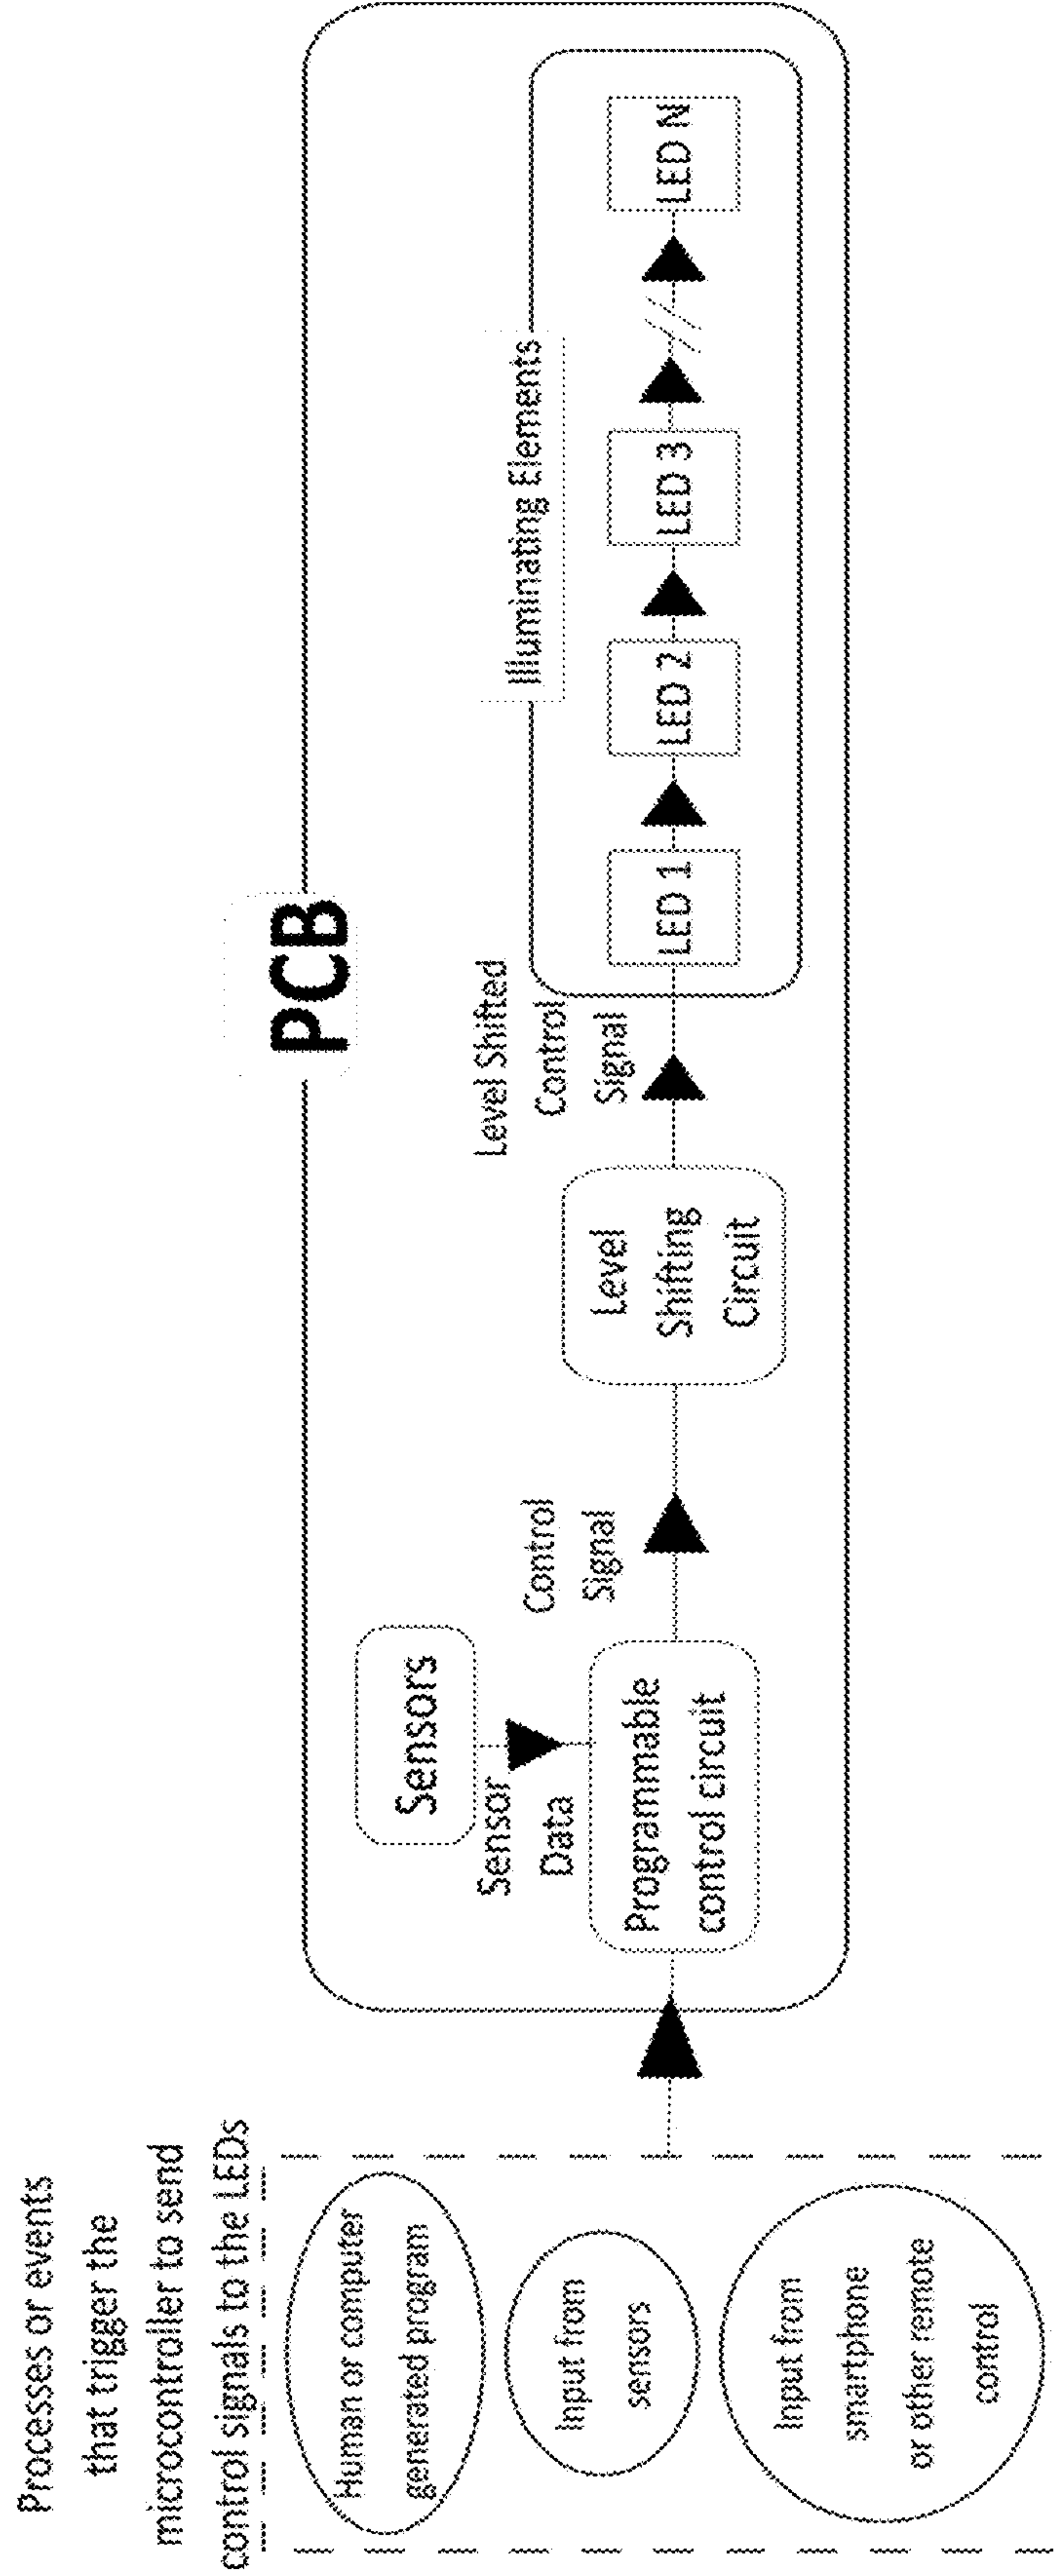 Processes or events
that trigger the
microcontroller to send
control signals to the LEDs
Human or computer
generated program
Input from
sensors
Input from
smartphone
or other remote
control
PCB
Sensors
Sensor
Data
Programmable
control circuit
Control
Signal
Level
Shifting
Circuit
Level Shifted
Control
Signal
Illuminating Elements
LED 1
LED 2
LED 3
LED N